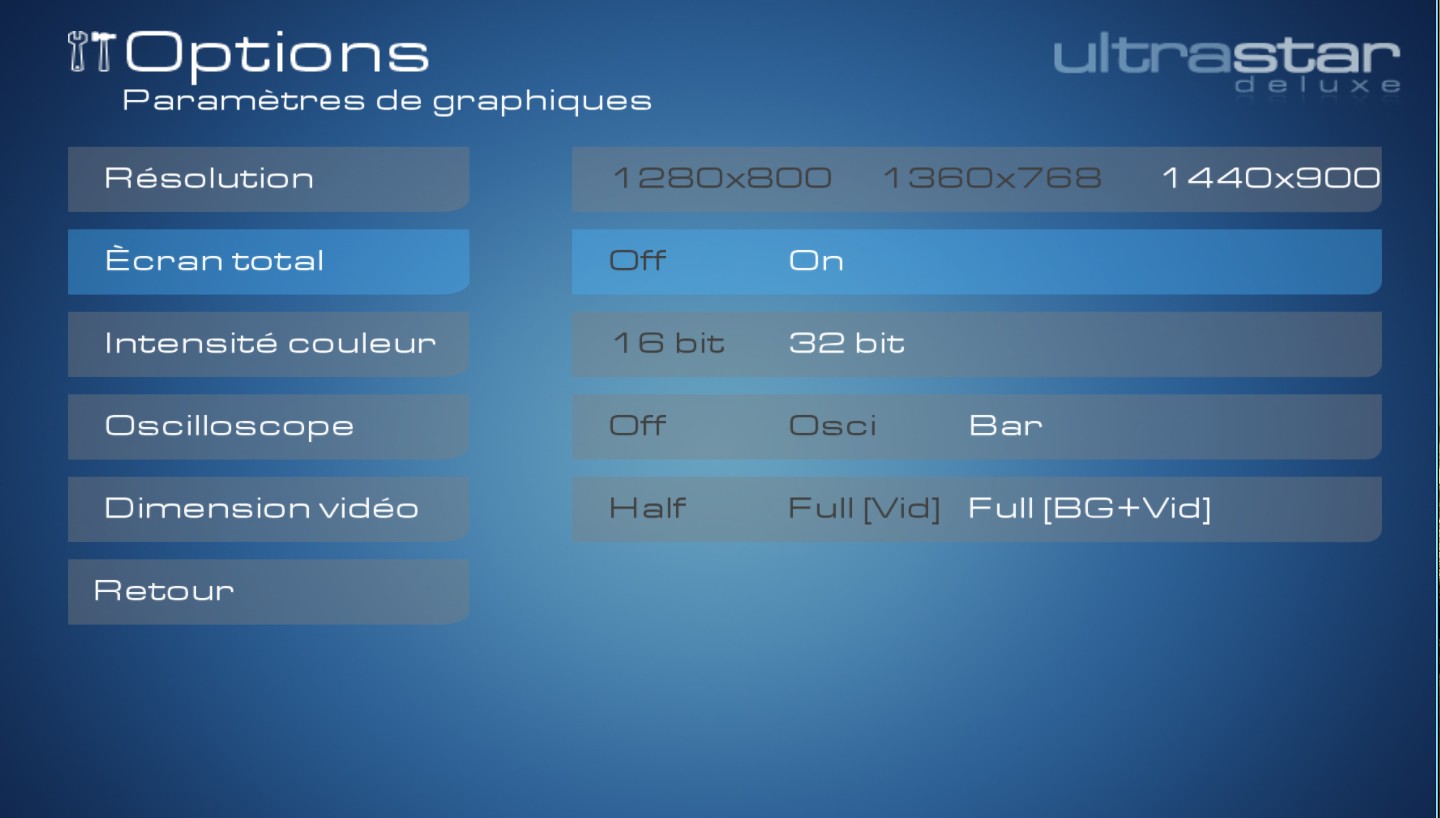 Options
ultrastar
deluxe
Paramètres de graphiques
Résolution 1280x800 1360x768 1440x900
Ècran total Off On
Intensité couleur 16 bit 32 bit
Oscilloscope Off Osci Bar
Dimension vidéo Half Full [Vid] Full [BG+Vid]
Retour